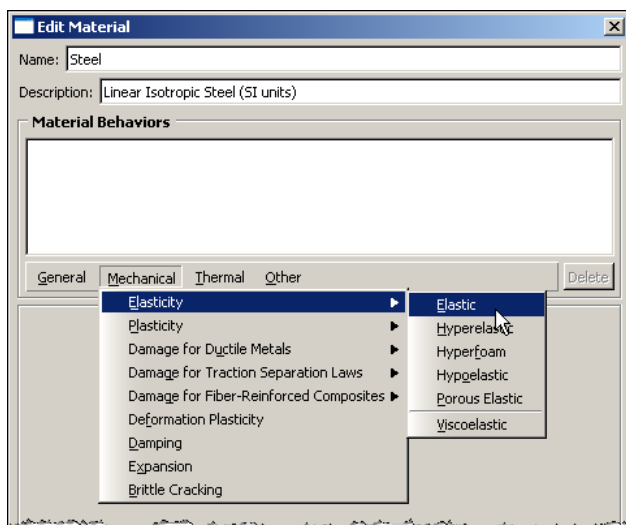 Edit Material
Name: Steel
Description: Linear Isotropic Steel (SI units)
Material Behaviors
General Mechanical Thermal Other Delete
Elasticity
Plasticity
Damage for Ductile Metals
Damage for Traction Separation Laws
Damage for Fiber-Reinforced Composites
Deformation Plasticity
Damping
Expansion
Brittle Cracking
Elastic
Hyperelastic
Hyperfoam
Hypoelastic
Porous Elastic
Viscoelastic